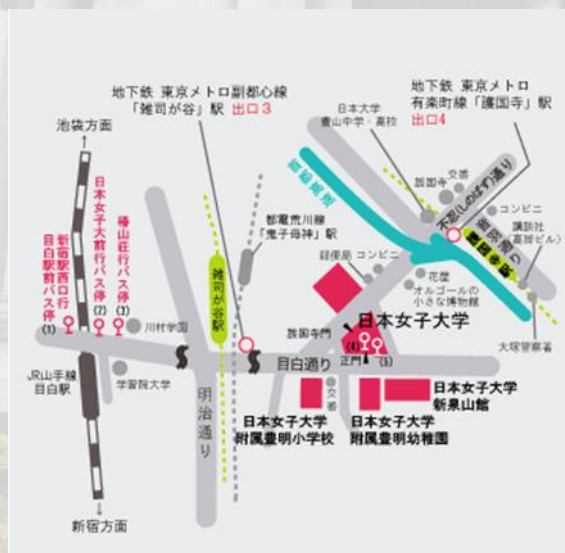 地下鉄 東京メトロ副都心線
「雑司が谷」駅 出口3
地下鉄 東京メトロ
有楽町線「護国寺」駅
出口4
日本大学
豊山中学・高校
池袋方面
交番
護国寺
不忍(しのばず)通り
首都高速
音羽通り
コンビニ
講談社
(高層ビル)
護国寺駅
都電荒川線
「鬼子母神」駅
郵便局
コンビニ
花屋
オルゴールの
小さな博物館
新宿駅西口行
目白駅前バス停
(1)
日本女子大前行バス停
(2)
椿山荘行バス停
(3)
川村学園
雑司が谷駅
日本女子大学
護国寺門
(4)
(5)
正門
大塚警察署
目白通り
JR山手線
目白駅
学習院大学
明治通り
交番
日本女子大学
附属豊明小学校
日本女子大学
附属豊明幼稚園
日本女子大学
新泉山館
新宿方面